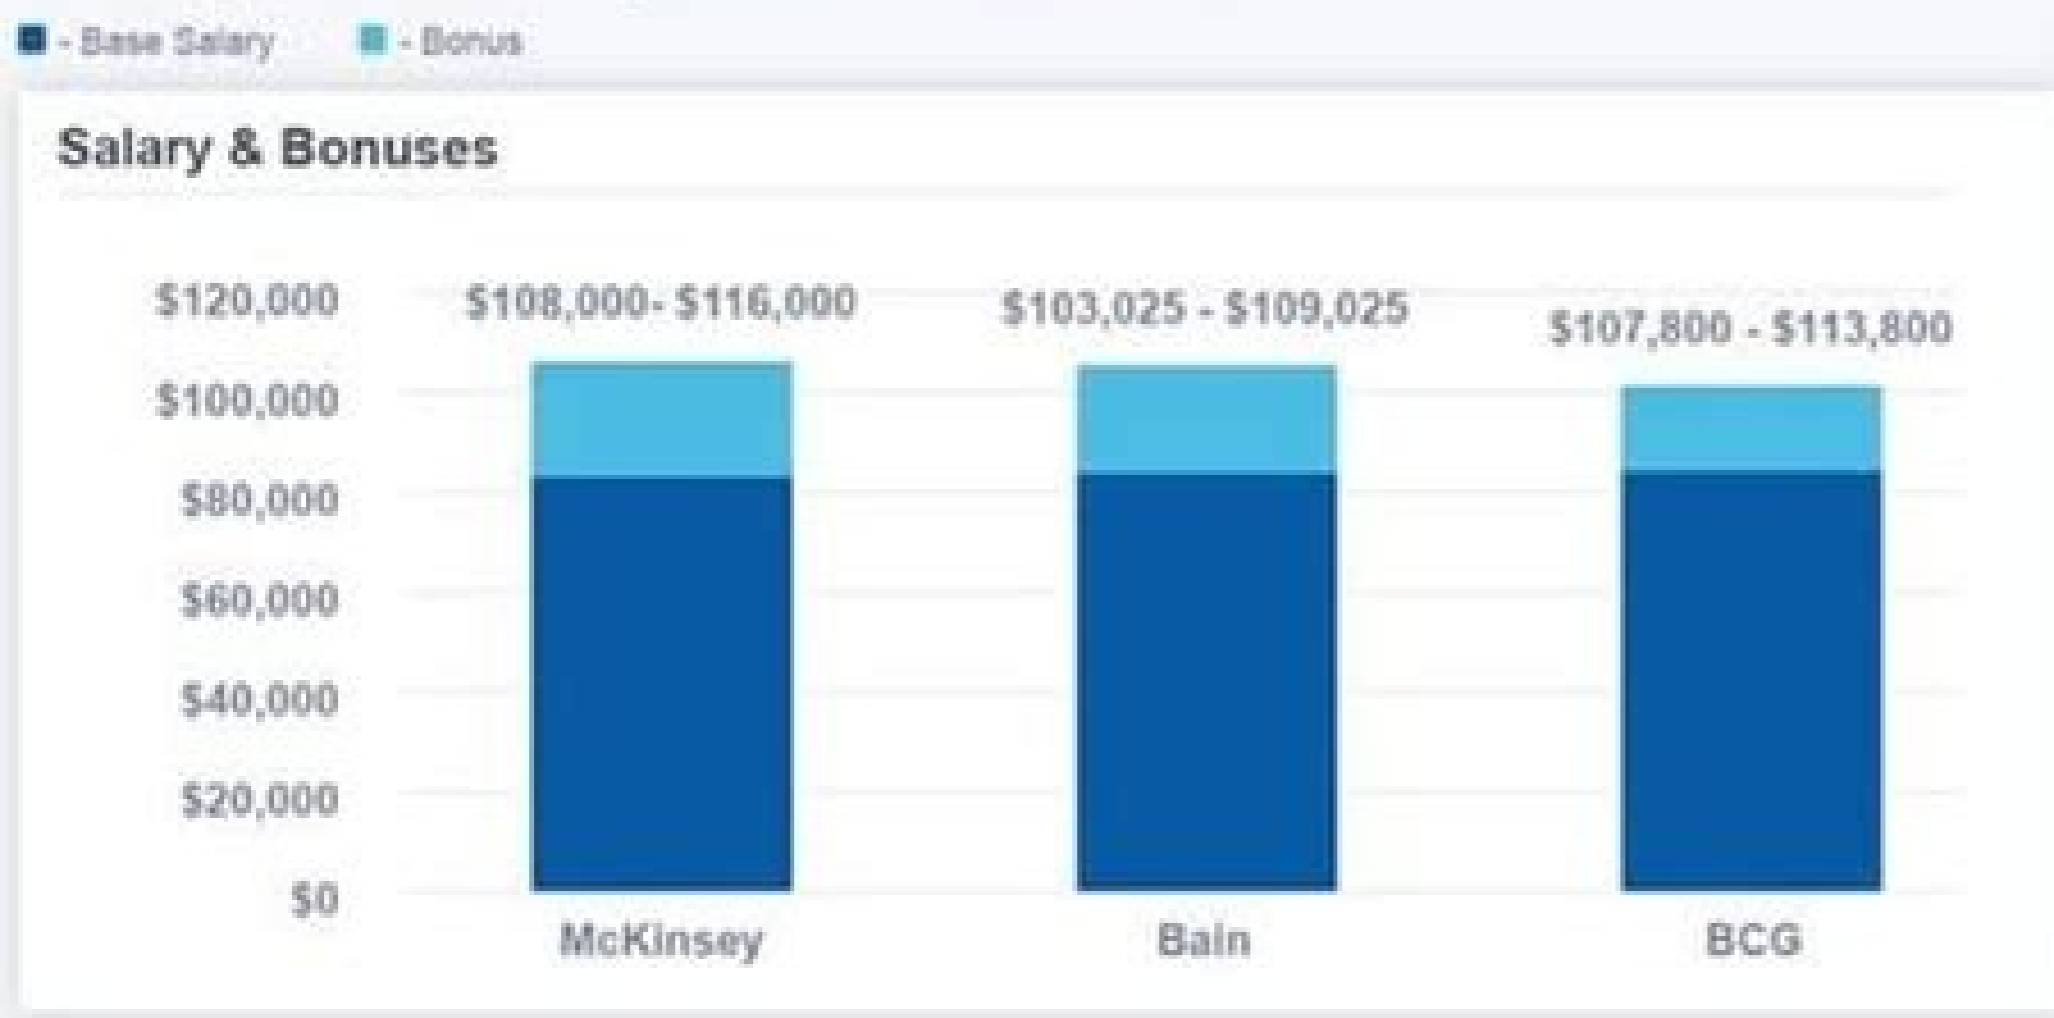 - Base Salary - Bonus
Salary & Bonuses
$120,000 $108,000- $116,000 $103,025 - $109,025 $107,800 - $113,800
$100,000
$80,000
$60,000
$40,000
$20,000
$0
McKinsey Bain BCG